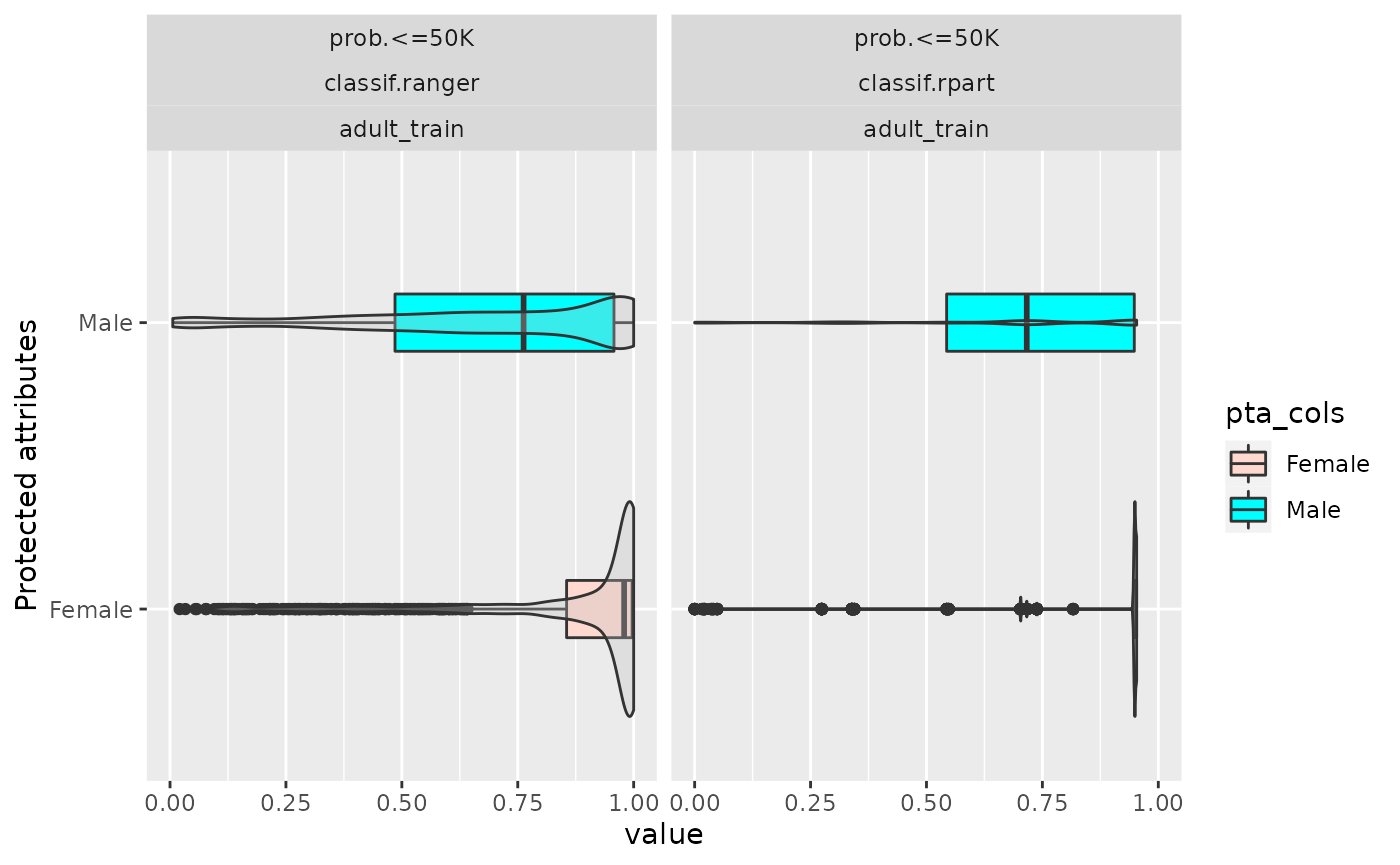 prob.<=50K
classif.ranger
adult_train
prob.<=50K
classif.rpart
adult_train
Protected attributes
Male
Female
0.00 0.25 0.50 0.75 1.00
0.00 0.25 0.50 0.75 1.00
value
pta_cols
Female
Male